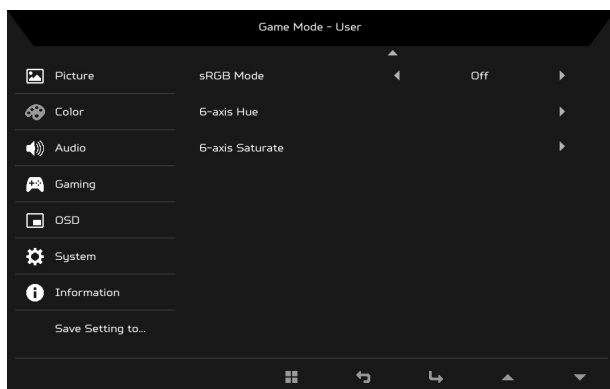 Game Mode - User
Picture
sRGB Mode
Off
Color
6-axis Hue
Audio
6-axis Saturate
Gaming
OSD
System
Information
Save Setting to...